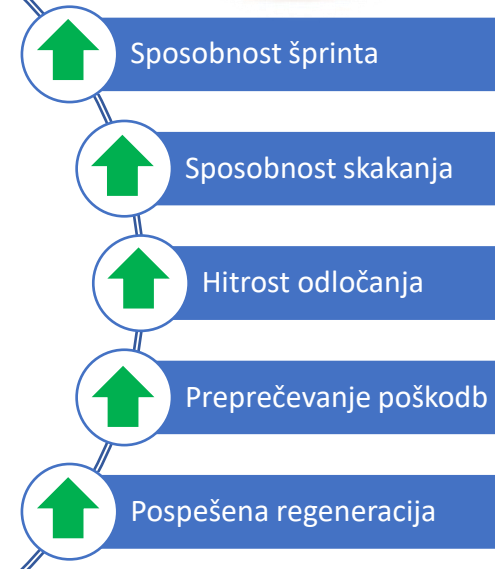 Sposobnost šprinta
Sposobnost skakanja
Hitrost odločanja
Preprečevanje poškodb
Pospešena regeneracija